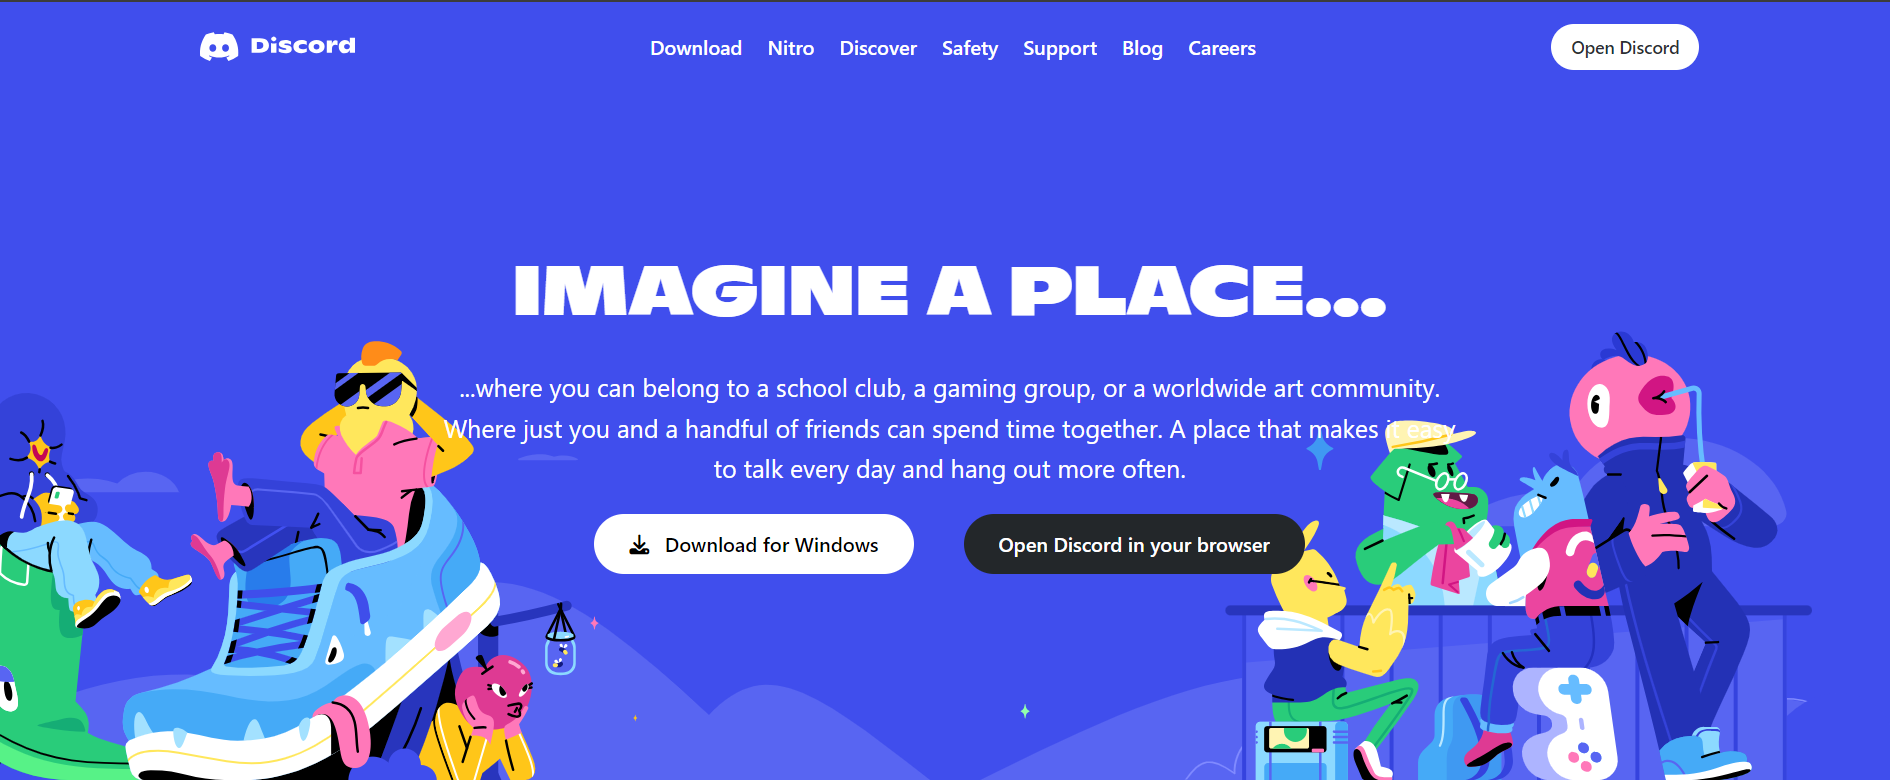 Discord
Download Nitro Discover Safety Support Blog Careers
Open Discord
IMAGINE A PLACE...
...where you can belong to a school club, a gaming group, or a worldwide art community.
Where just you and a handful of friends can spend time together. A place that makes it easy
to talk every day and hang out more often.
Download for Windows
Open Discord in your browser